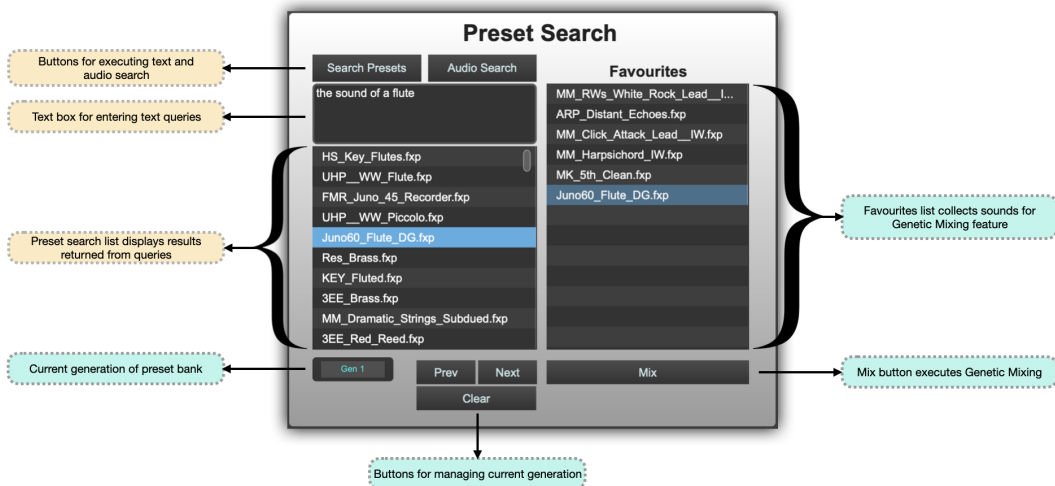 Preset Search
Buttons for executing text and
audio search
Search Presets
Audio Search
Favourites
Text box for entering text queries
the sound of a flute
MM_RWs_White_Rock_Lead__I...
ARP_Distant_Echoes.fxp
MM_Click_Attack_Lead__IW.fxp
MM_Harpsichord_IW.fxp
MK_5th_Clean.fxp
Juno60_Flute_DG.fxp
Preset search list displays results
returned from queries
HS_Key_Flutes.fxp
UHP__WW_Flute.fxp
FMR_Juno_45_Recorder.fxp
UHP__WW_Piccolo.fxp
Juno60_Flute_DG.fxp
Res_Brass.fxp
KEY_Fluted.fxp
3EE_Brass.fxp
MM_Dramatic_Strings_Subdued.fxp
3EE_Red_Reed.fxp
Favourites list collects sounds for
Genetic Mixing feature
Current generation of preset bank
Gen 1
Prev
Next
Mix
Mix button executes Genetic Mixing
Clear
Buttons for managing current generation